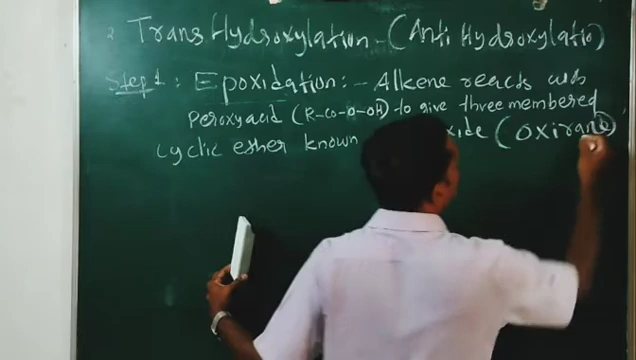 2. Trans Hydroxylation - (Anti Hydroxylatio)
Step 1 : Epoxidation :- Alkene reacts with
peroxyacid (R-CO-O-OH) to give three membered
cyclic ether known xide (oxirane)